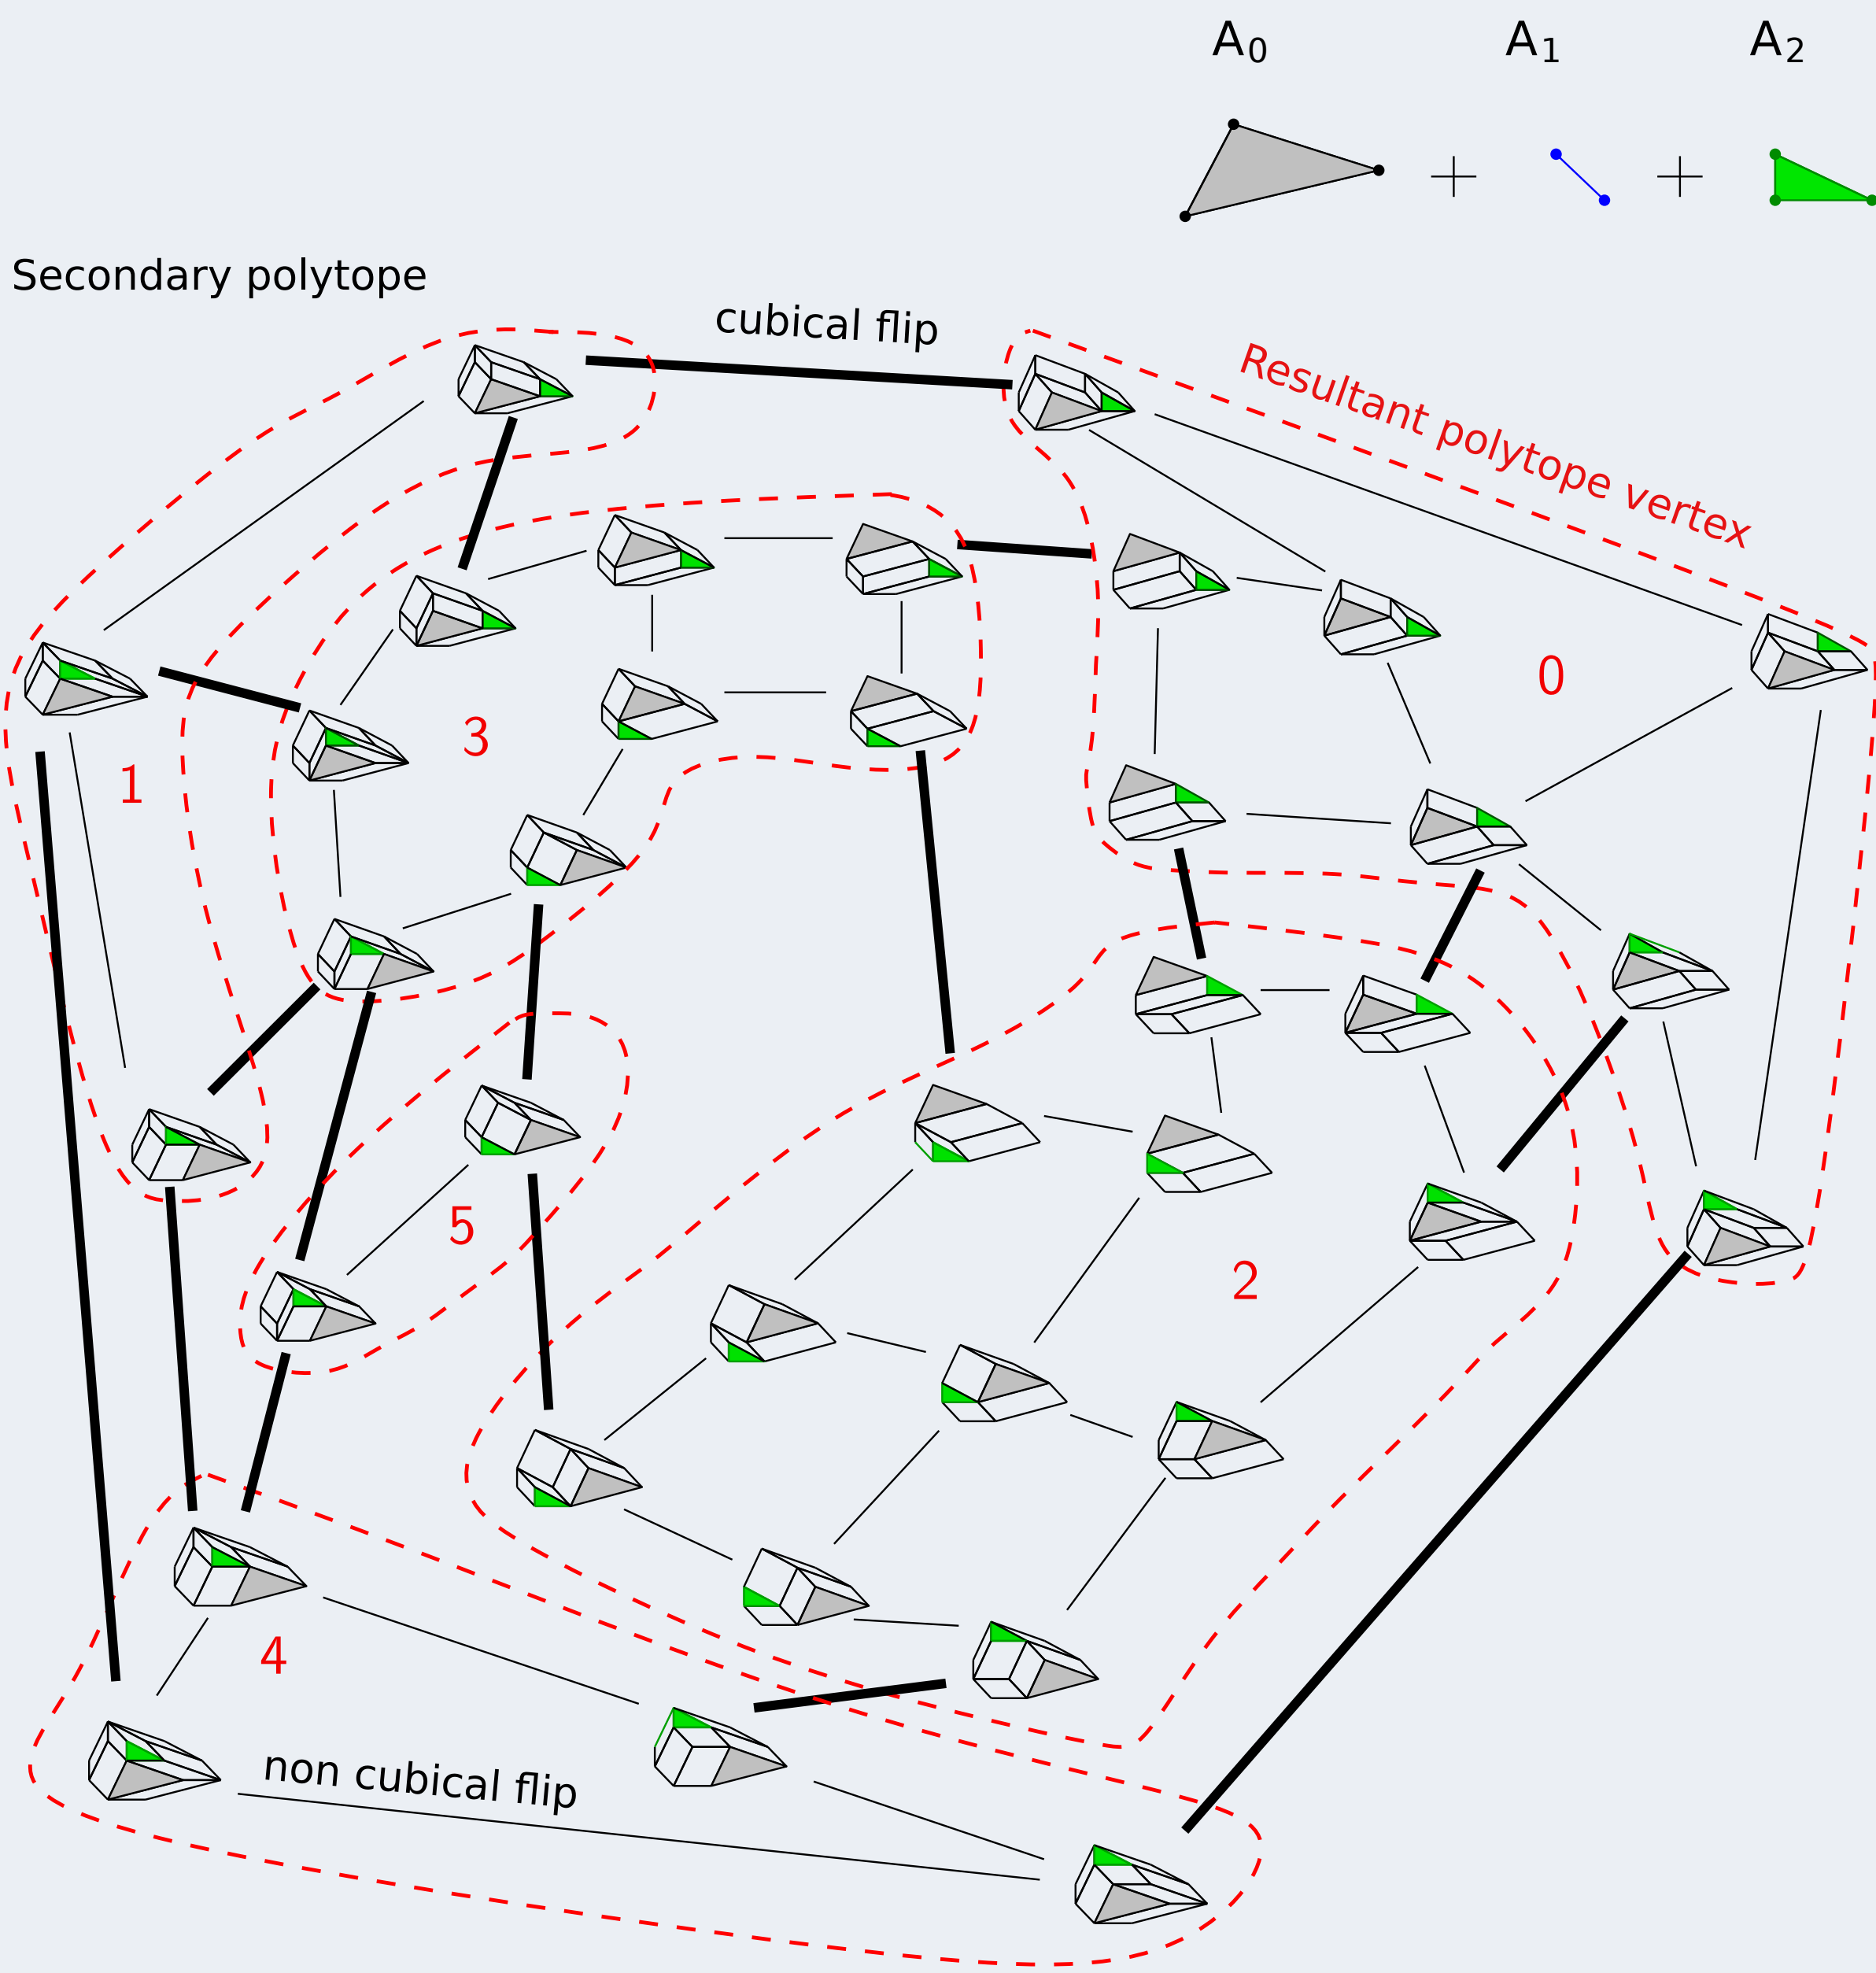 A0 A1 A2
Secondary polytope
cubical flip
Resultant polytope vertex
0
3
1
5
2
4
non cubical flip